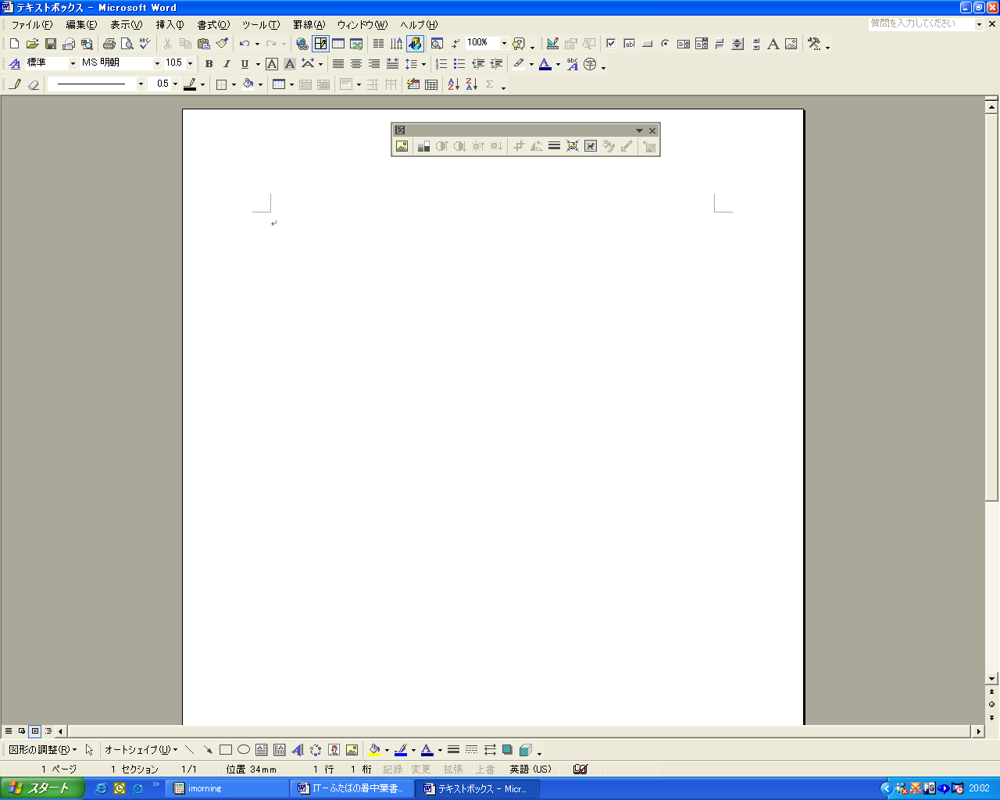 テキストボックス - Microsoft Word
ファイル(F) 編集(E) 表示(V) 挿入(I) 書式(O) ツール(T) 罫線(A) ウィンドウ(W) ヘルプ(H) 質問を入力してください
100%
標準 MS 明朝 10.5 B I U A A A
0.5
図形の調整(R) オートシェイプ(U)
1 ページ 1 セクション 1/1 位置 34mm 1 行 1 桁 記録 変更 拡張 上書 英語 (US)
スタート imorning IT－ふたばの暑中葉書... テキストボックス - Micr... 20:02